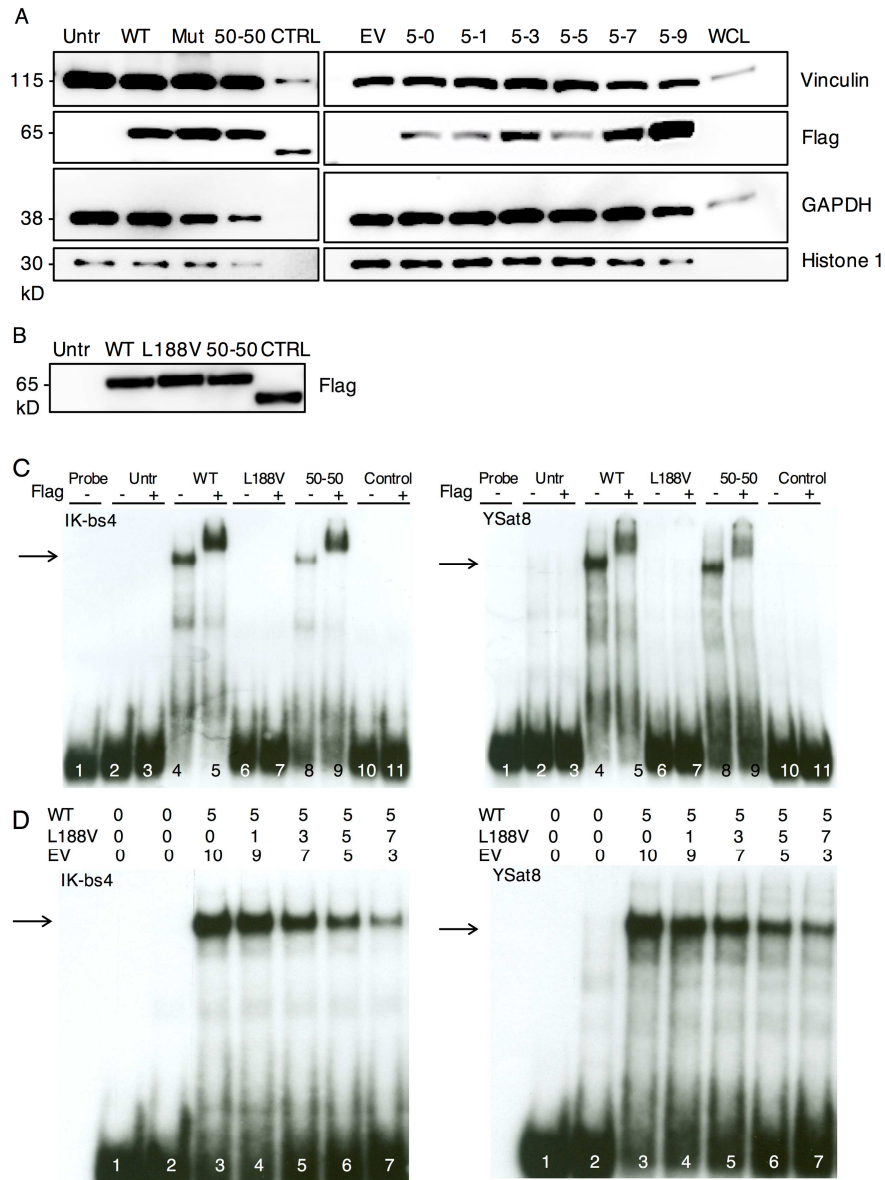 A
Untr WT Mut 50-50 CTRL EV 5-0 5-1 5-3 5-5 5-7 5-9 WCL
115 - Vinculin
65 - Flag
38 - GAPDH
30 - Histone 1
kD
B
Untr WT L188V 50-50 CTRL
65 - Flag
kD
C
Probe Untr WT L188V 50-50 Control
Flag - - + - + - + - + - +
IK-bs4
1 2 3 4 5 6 7 8 9 10 11
Probe Untr WT L188V 50-50 Control
Flag - - + - + - + - + - +
YSat8
1 2 3 4 5 6 7 8 9 10 11
D
WT 0 0 5 5 5 5 5
L188V 0 0 0 1 3 5 7
EV 0 0 10 9 7 5 3
IK-bs4
1 2 3 4 5 6 7
WT 0 0 5 5 5 5 5
L188V 0 0 0 1 3 5 7
EV 0 0 10 9 7 5 3
YSat8
1 2 3 4 5 6 7